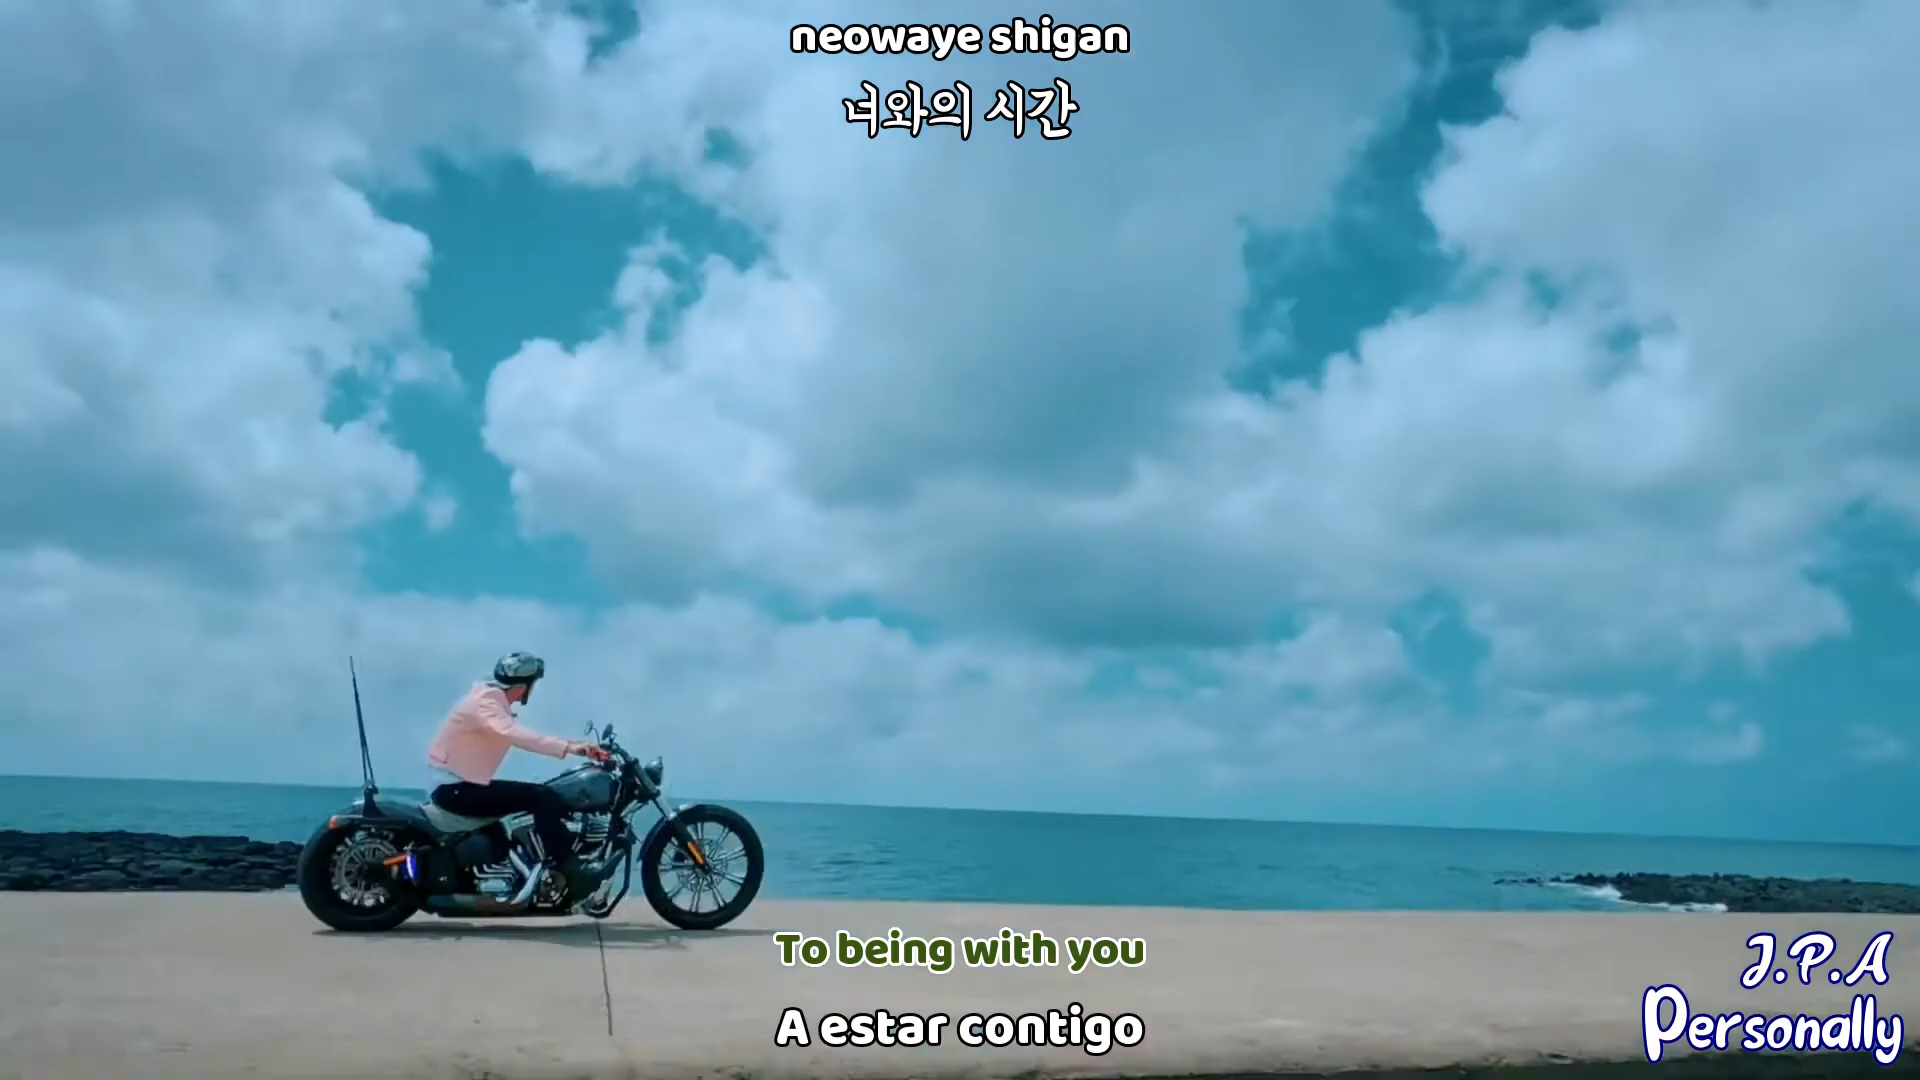 neowaye shigan
너와의 시간
To being with you
A estar contigo
J.P.A
Personally